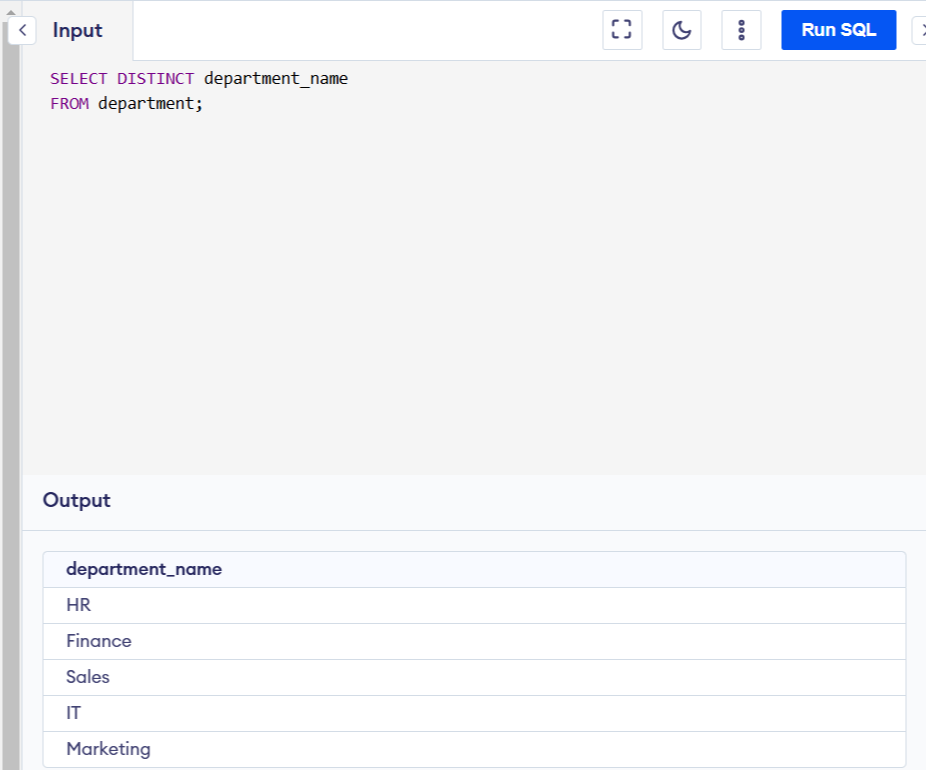 Input
Run SQL
SELECT DISTINCT department_name
FROM department;
Output
department_name
HR
Finance
Sales
IT
Marketing